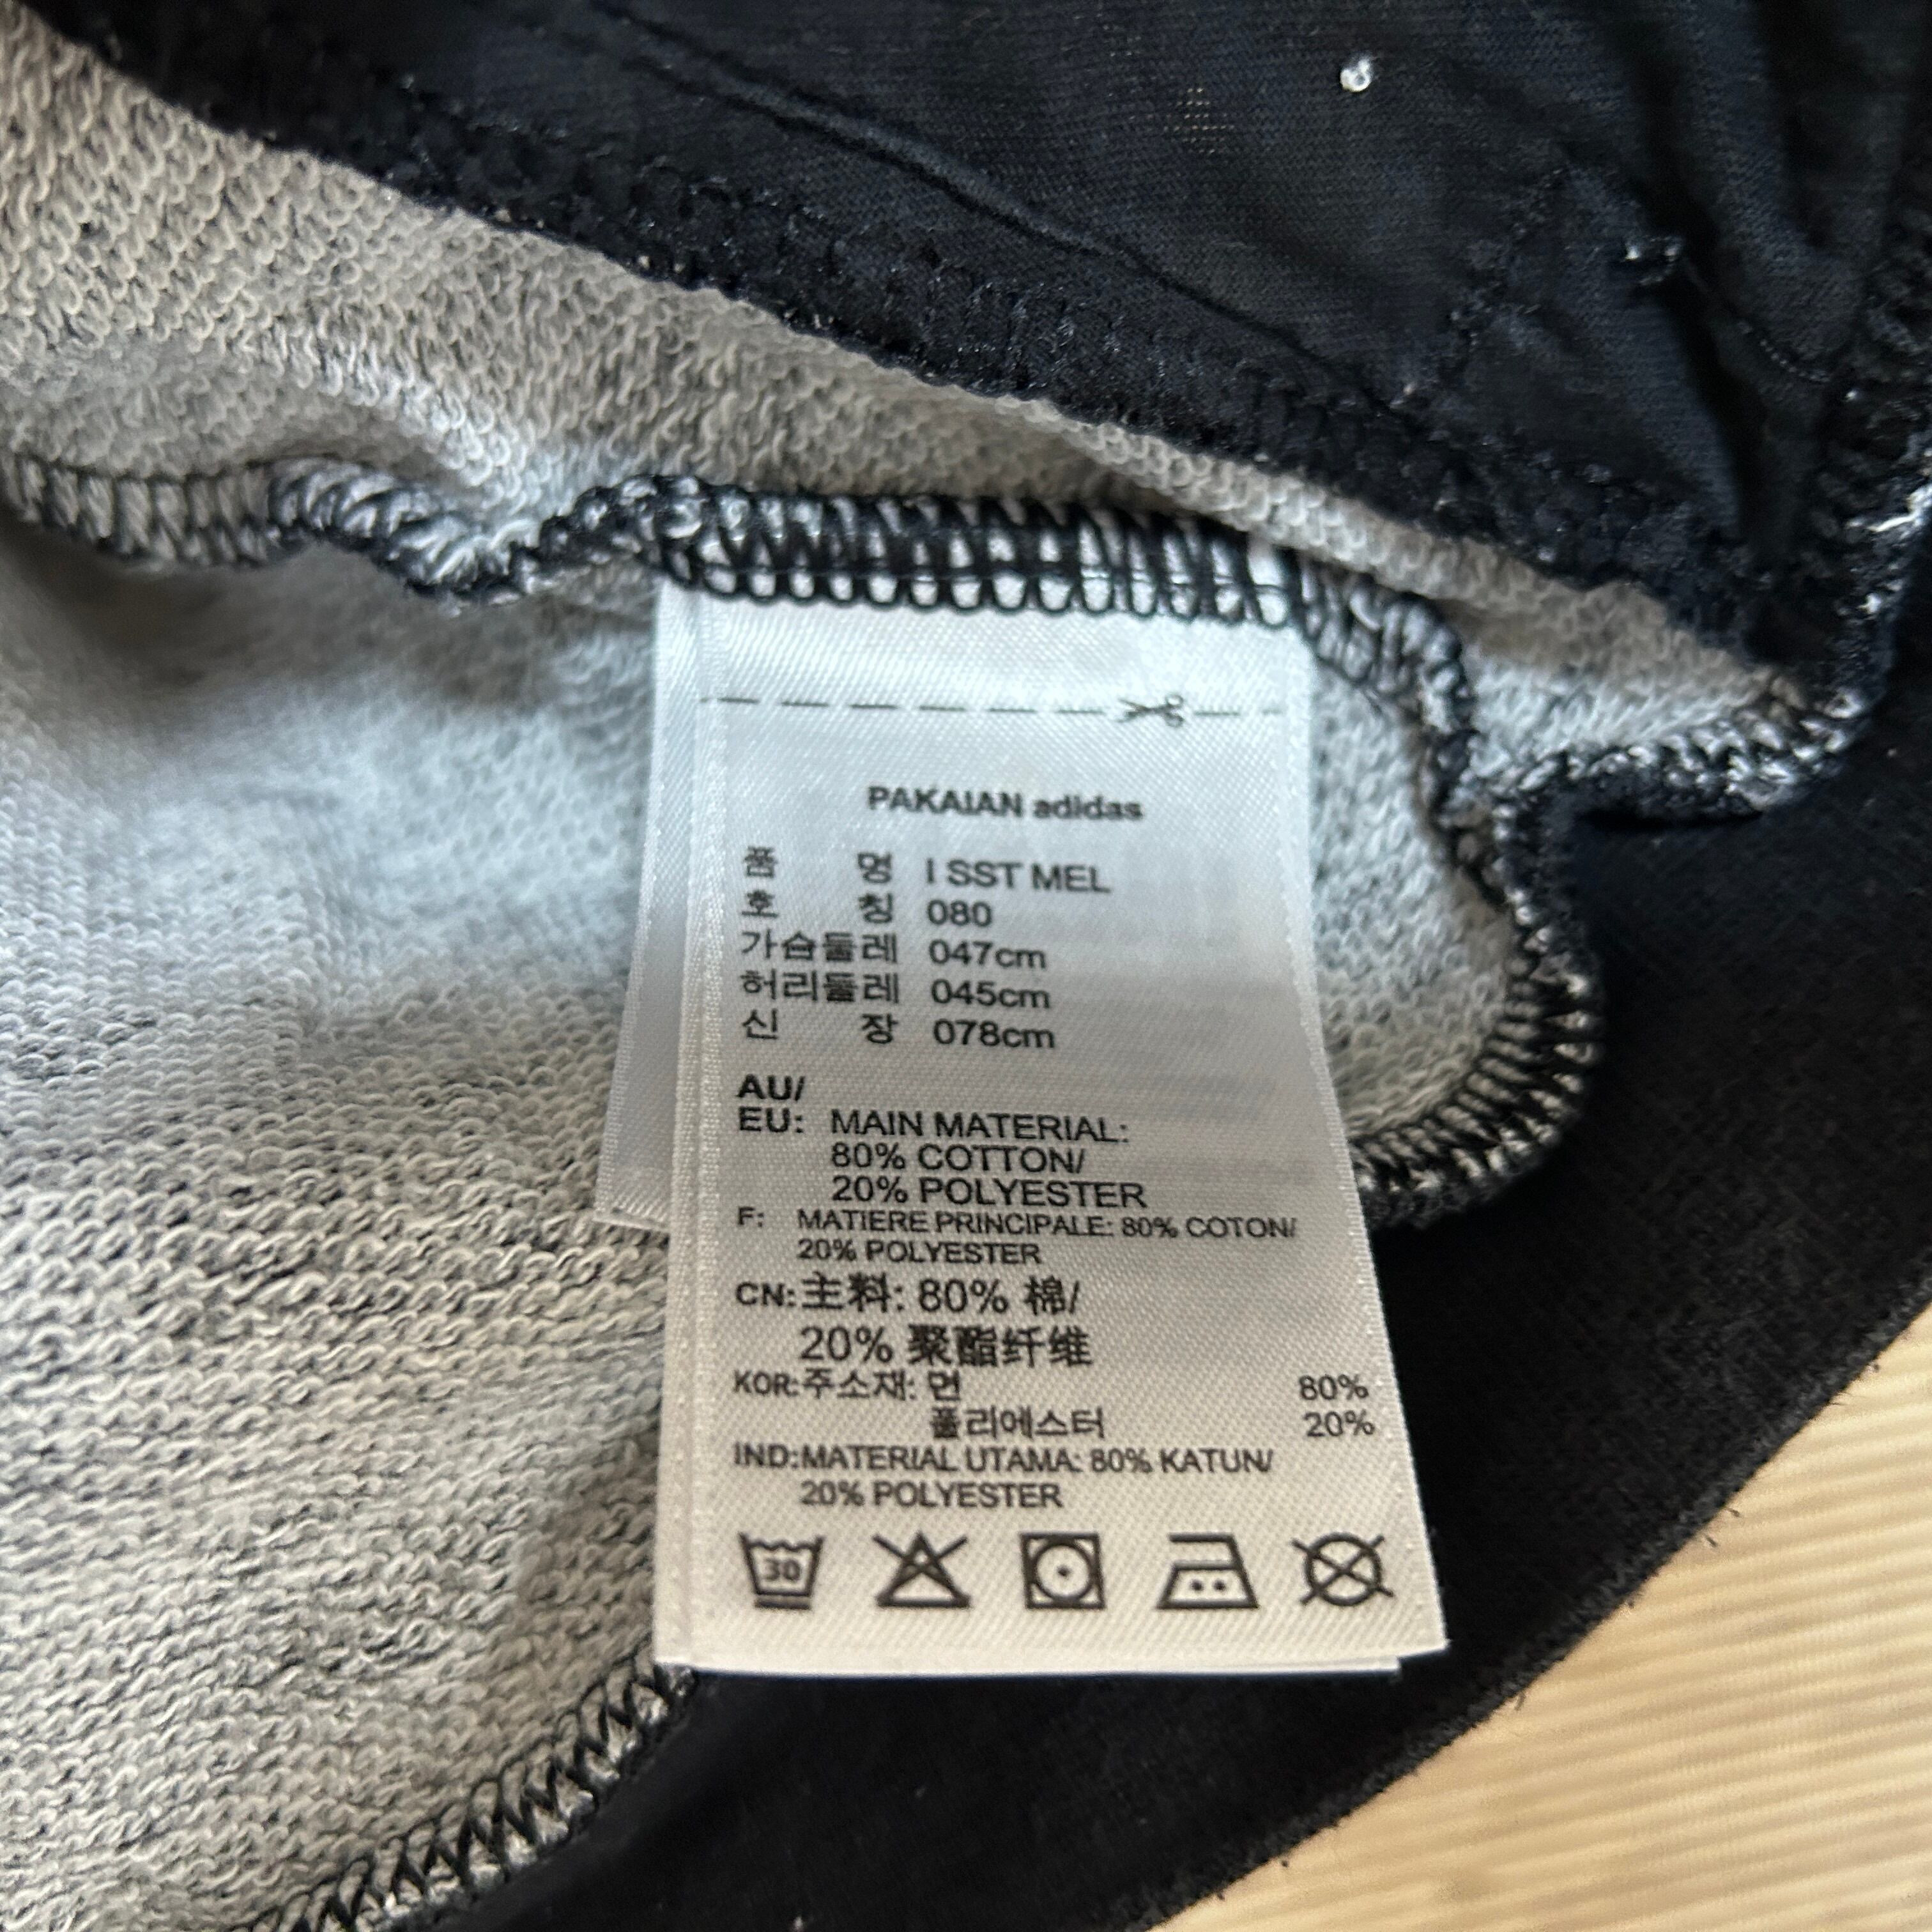 PAKAIAN adidas
품 명 I SST MEL
호 칭 080
가슴둘레 047cm
허리둘레 045cm
신 장 078cm
AU/
EU: MAIN MATERIAL:
80% COTTON/
20% POLYESTER
F: MATIERE PRINCIPALE: 80% COTON/
20% POLYESTER
CN:主料: 80% 棉/
20% 聚酯纤维
KOR:주소재: 면 80%
폴리에스터 20%
IND:MATERIAL UTAMA: 80% KATUN/
20% POLYESTER
30